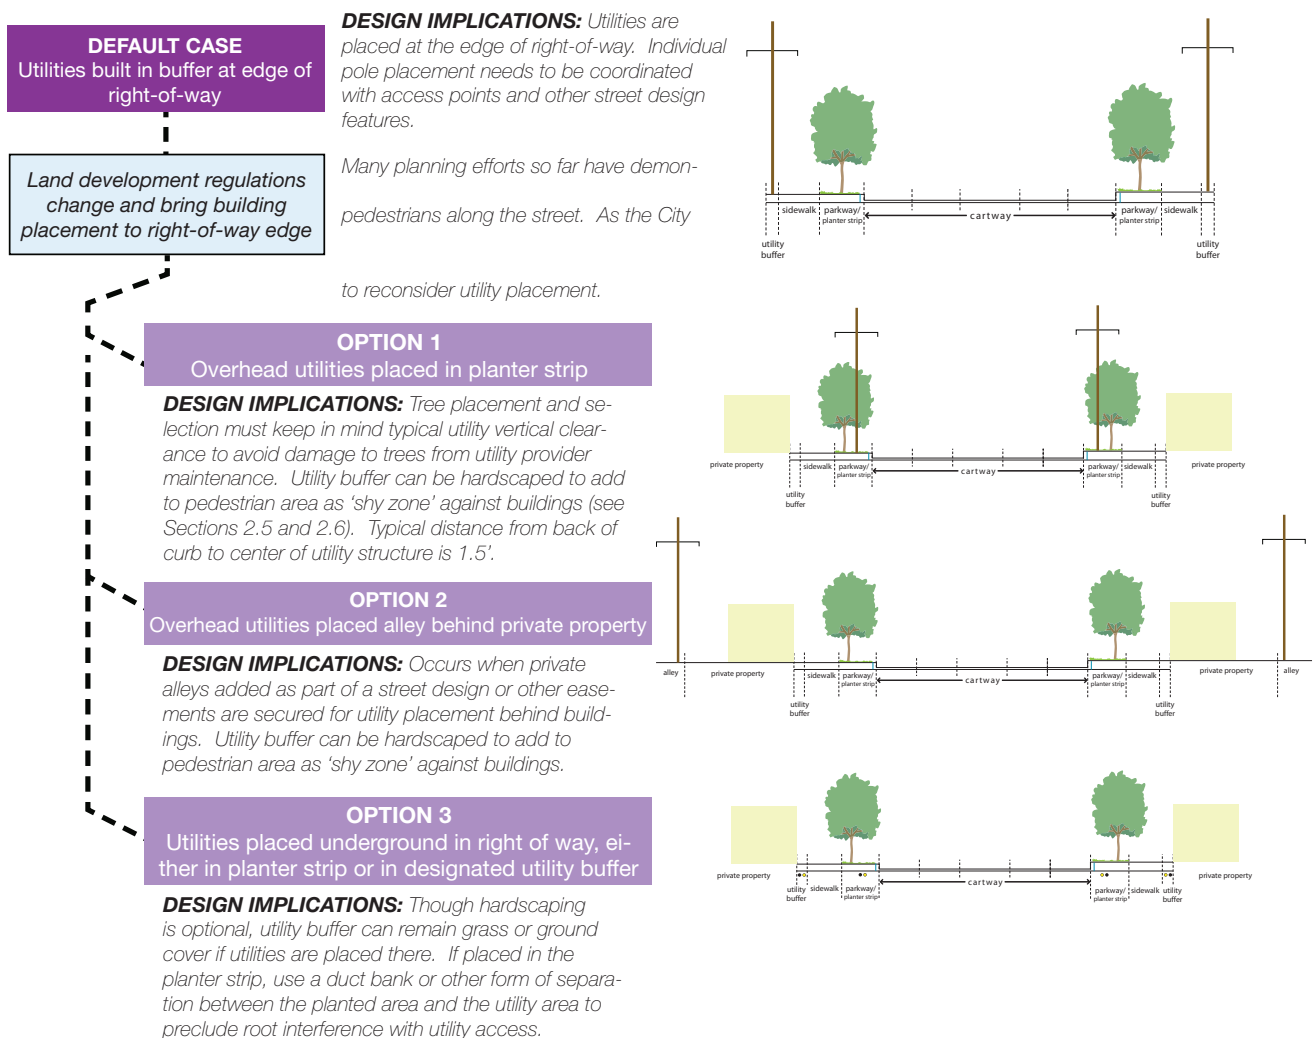 DEFAULT CASE
Utilities built in buffer at edge of
right-of-way
DESIGN IMPLICATIONS: Utilities are
placed at the edge of right-of-way. Individual
pole placement needs to be coordinated
with access points and other street design
features.
Many planning efforts so far have demon-
pedestrians along the street. As the City
to reconsider utility placement.
Land development regulations
change and bring building
placement to right-of-way edge
sidewalk
parkway/
planter strip
cartway
parkway/
planter strip
sidewalk
utility
buffer
utility
buffer
OPTION 1
Overhead utilities placed in planter strip
DESIGN IMPLICATIONS: Tree placement and se-
lection must keep in mind typical utility vertical clear-
ance to avoid damage to trees from utility provider
maintenance. Utility buffer can be hardscaped to add
to pedestrian area as ‘shy zone’ against buildings (see
Sections 2.5 and 2.6). Typical distance from back of
curb to center of utility structure is 1.5’.
private property
sidewalk
parkway/
planter strip
cartway
parkway/
planter strip
sidewalk
private property
utility
buffer
utility
buffer
OPTION 2
Overhead utilities placed alley behind private property
DESIGN IMPLICATIONS: Occurs when private
alleys added as part of a street design or other ease-
ments are secured for utility placement behind build-
ings. Utility buffer can be hardscaped to add to
pedestrian area as ‘shy zone’ against buildings.
alley
private property
sidewalk
parkway/
planter strip
cartway
parkway/
planter strip
sidewalk
private property
alley
utility
buffer
utility
buffer
OPTION 3
Utilities placed underground in right of way, ei-
ther in planter strip or in designated utility buffer
DESIGN IMPLICATIONS: Though hardscaping
is optional, utility buffer can remain grass or ground
cover if utilities are placed there. If placed in the
planter strip, use a duct bank or other form of separa-
tion between the planted area and the utility area to
preclude root interference with utility access.
private property
utility
buffer
sidewalk
parkway/
planter strip
cartway
parkway/
planter strip
sidewalk
utility
buffer
private property